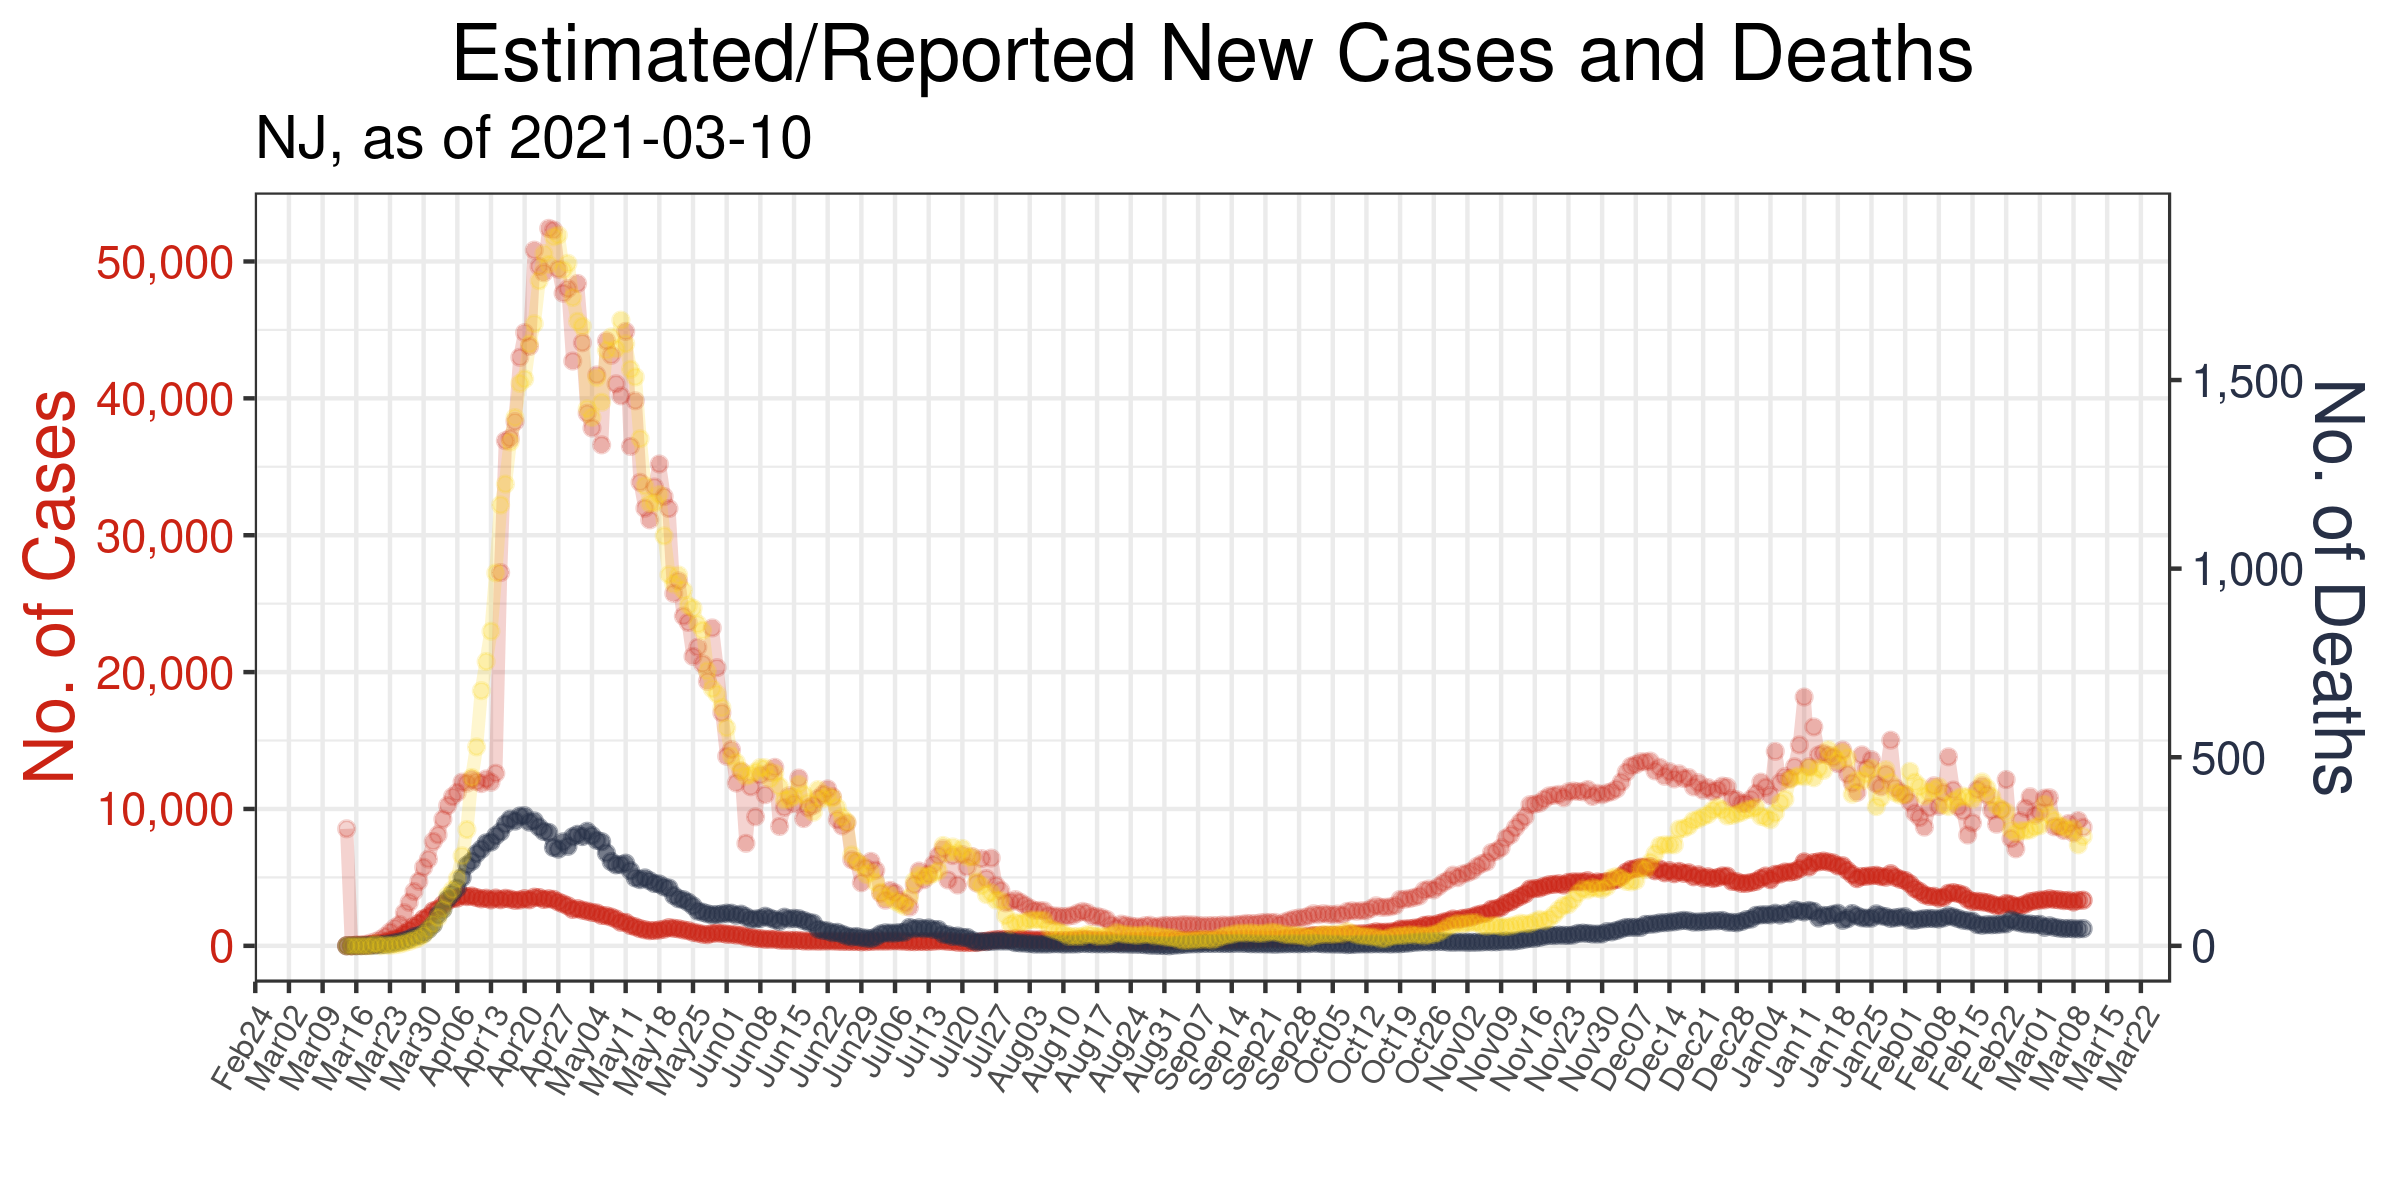 Estimated/Reported New Cases and Deaths
NJ, as of 2021-03-10
No. of Cases
50,000
40,000
30,000
20,000
10,000
0
1,500
1,000
500
0
No. of Deaths
Feb24
Mar02
Mar09
Mar16
Mar23
Mar30
Apr06
Apr13
Apr20
Apr27
May04
May11
May18
May25
Jun01
Jun08
Jun15
Jun22
Jun29
Jul06
Jul13
Jul20
Jul27
Aug03
Aug10
Aug17
Aug24
Aug31
Sep07
Sep14
Sep21
Sep28
Oct05
Oct12
Oct19
Oct26
Nov02
Nov09
Nov16
Nov23
Nov30
Dec07
Dec14
Dec21
Dec28
Jan04
Jan11
Jan18
Jan25
Feb01
Feb08
Feb15
Feb22
Mar01
Mar08
Mar15
Mar22